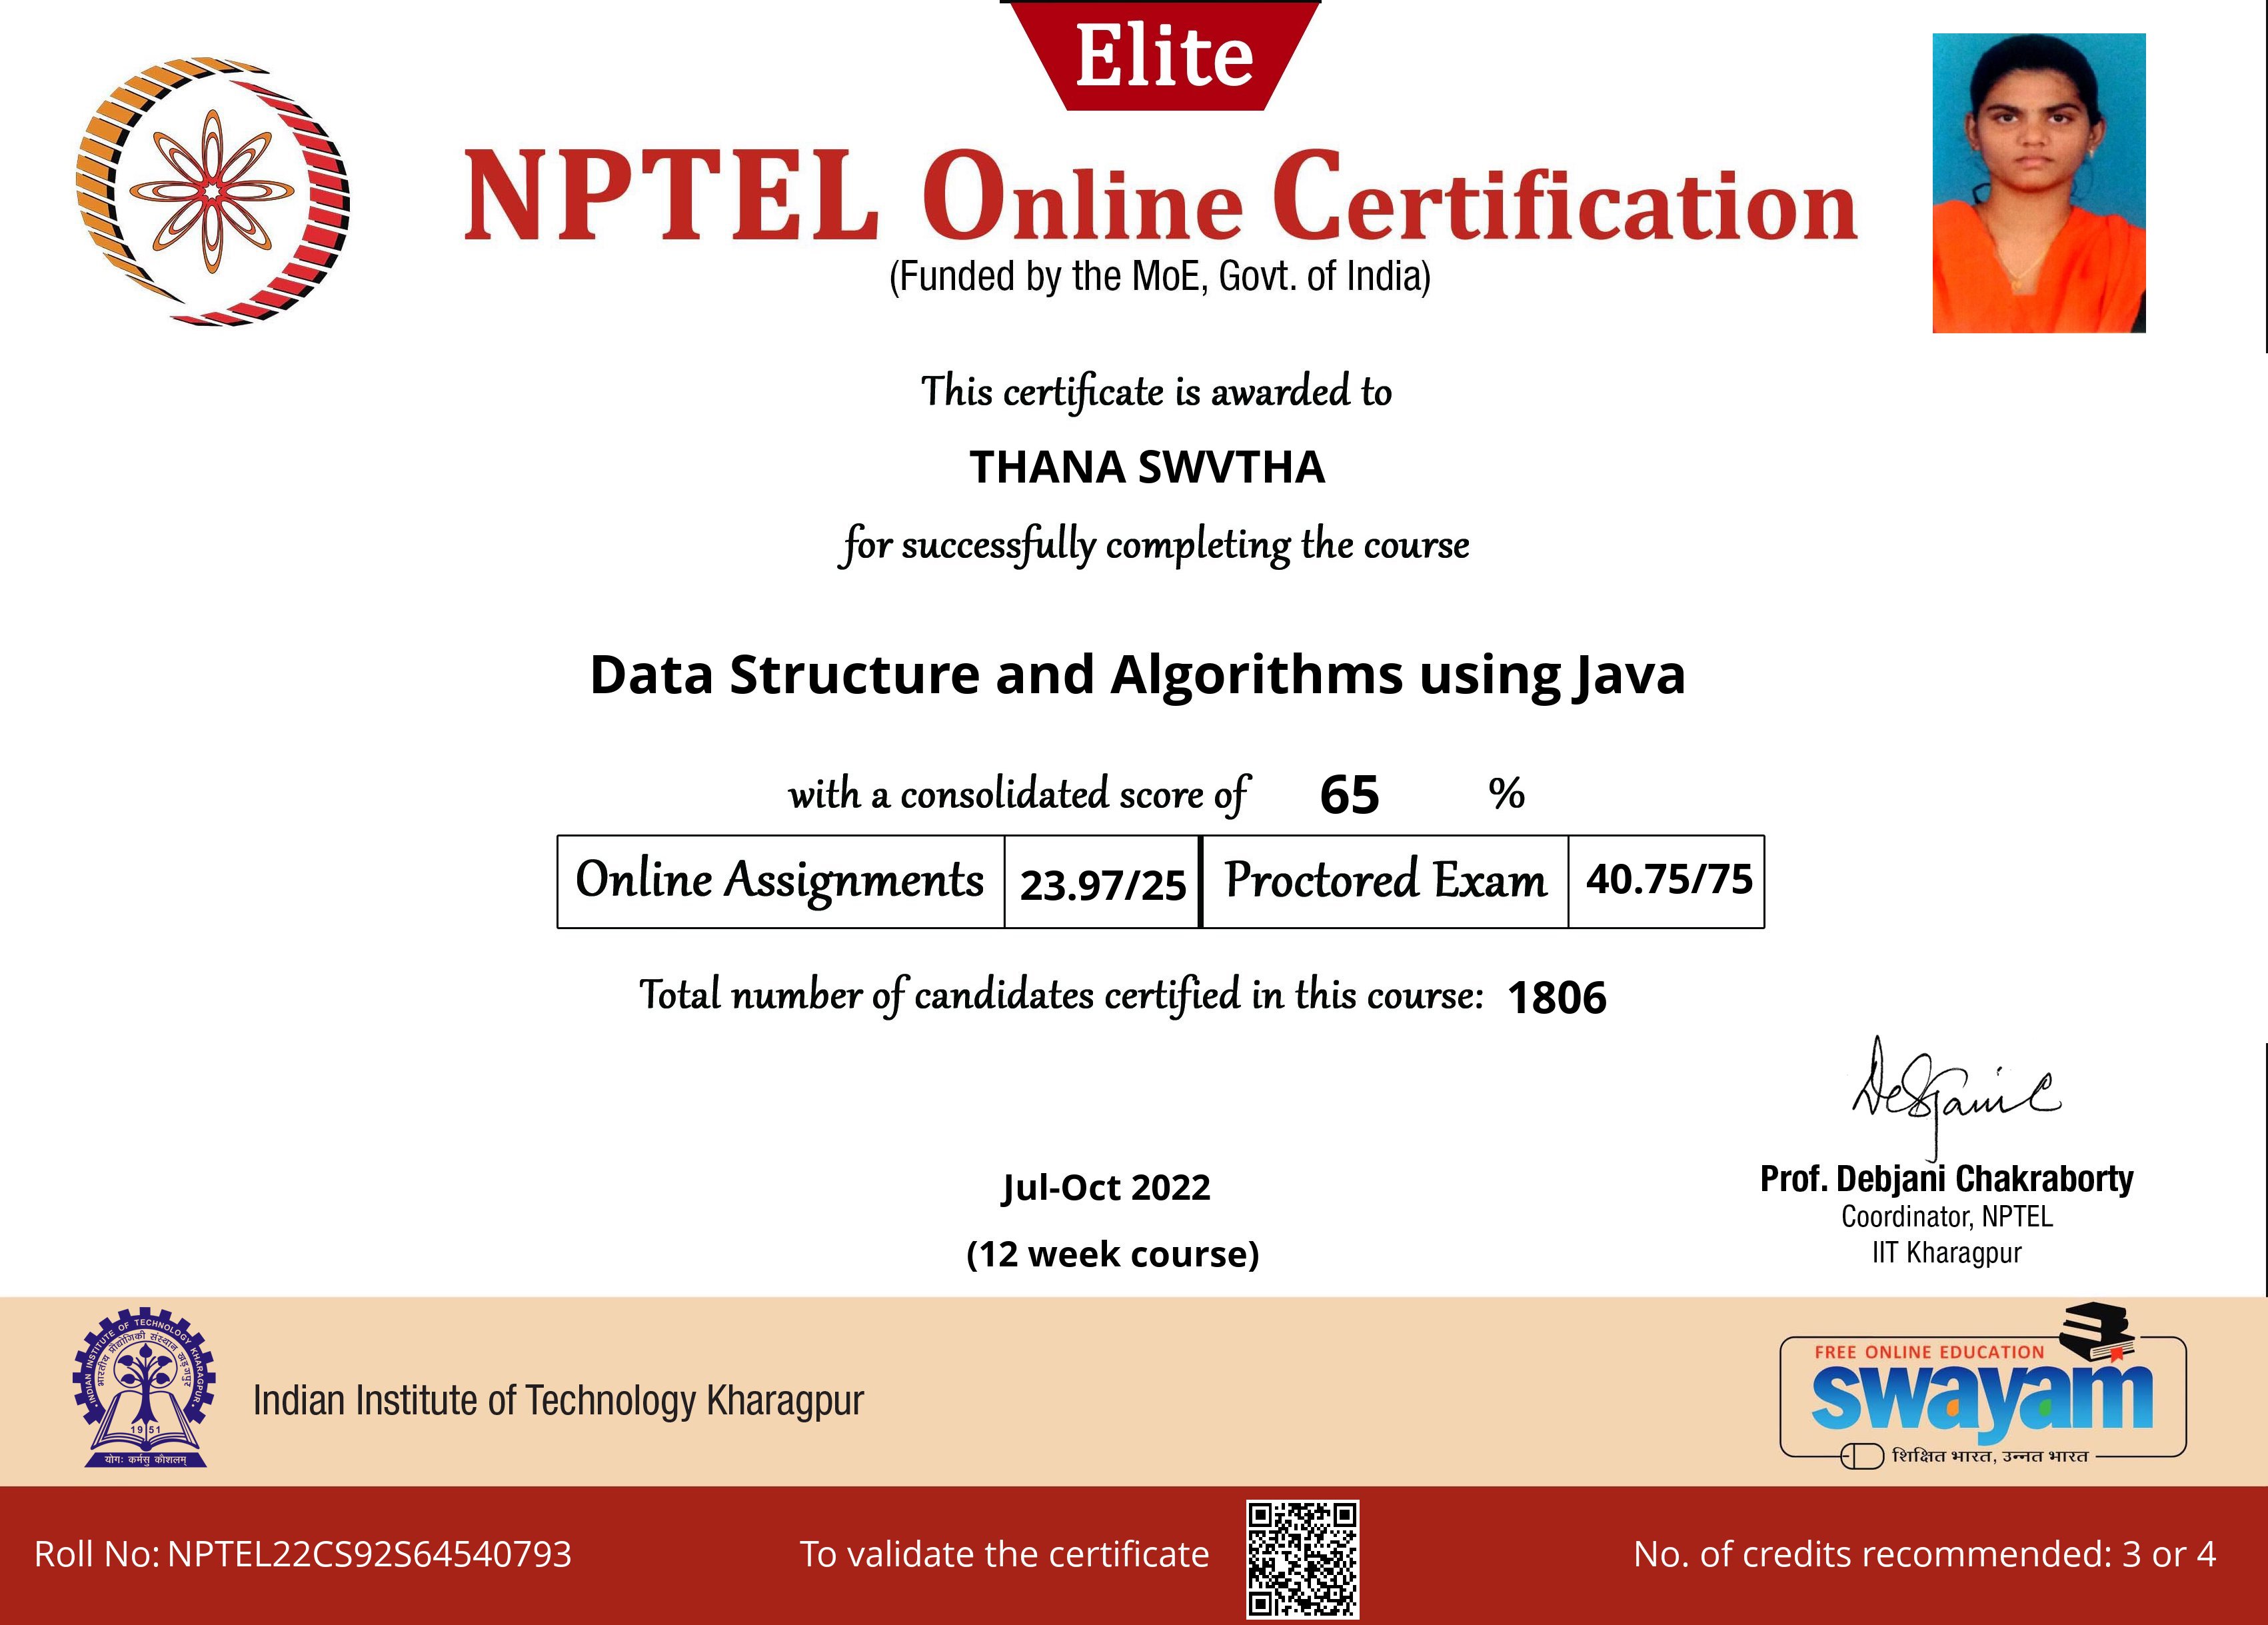 Elite
NPTEL Online Certification
(Funded by the MoE, Govt. of India)
This certificate is awarded to
THANA SWVTHA
for successfully completing the course
Data Structure and Algorithms using Java
with a consolidated score of 65 %
Online Assignments 23.97/25 Proctored Exam 40.75/75
Total number of candidates certified in this course: 1806
Debjani C
Prof. Debjani Chakraborty
Coordinator, NPTEL
IIT Kharagpur
Jul-Oct 2022
(12 week course)
INDIAN INSTITUTE OF TECHNOLOGY KHARAGPUR
भारतीय प्रौद्योगिकी संस्थान खड़गपुर
1951
योगः कर्मसु कौशलम्
Indian Institute of Technology Kharagpur
FREE ONLINE EDUCATION
swayam
शिक्षित भारत, उन्नत भारत
Roll No: NPTEL22CS92S64540793
To validate the certificate
No. of credits recommended: 3 or 4